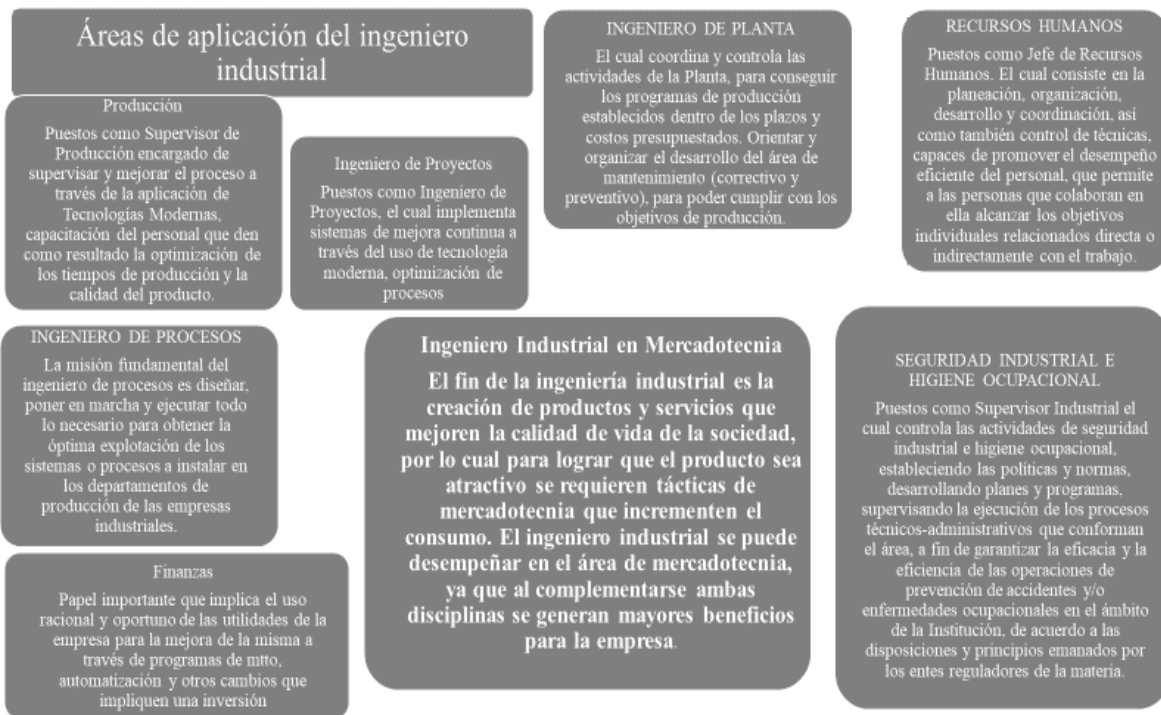 Áreas de aplicación del ingeniero
industrial
Producción
Puestos como Supervisor de
Producción encargado de
supervisar y mejorar el proceso a
través de la aplicación de
Tecnologías Modernas,
capacitación del personal que den
como resultado la optimización de
los tiempos de producción y la
calidad del producto.
Ingeniero de Proyectos
Puestos como Ingeniero de
Proyectos, el cual implementa
sistemas de mejora continua a
través del uso de tecnología
moderna, optimización de
procesos
INGENIERO DE PLANTA
El cual coordina y controla las
actividades de la Planta, para conseguir
los programas de producción
establecidos dentro de los plazos y
costos presupuestados. Orientar y
organizar el desarrollo del área de
mantenimiento (correctivo y
preventivo), para poder cumplir con los
objetivos de producción.
RECURSOS HUMANOS
Puestos como Jefe de Recursos
Humanos. El cual consiste en la
planeación, organización,
desarrollo y coordinación, así
como también control de técnicas,
capaces de promover el desempeño
eficiente del personal, que permite
a las personas que colaboran en
ella alcanzar los objetivos
individuales relacionados directa o
indirectamente con el trabajo.
INGENIERO DE PROCESOS
La misión fundamental del
ingeniero de procesos es diseñar,
poner en marcha y ejecutar todo
lo necesario para obtener la
óptima explotación de los
sistemas o procesos a instalar en
los departamentos de
producción de las empresas
industriales.
Ingeniero Industrial en Mercadotecnia
El fin de la ingeniería industrial es la
creación de productos y servicios que
mejoren la calidad de vida de la sociedad,
por lo cual para lograr que el producto sea
atractivo se requieren tácticas de
mercadotecnia que incrementen el
consumo. El ingeniero industrial se puede
desempeñar en el área de mercadotecnia,
ya que al complementarse ambas
disciplinas se generan mayores beneficios
para la empresa.
SEGURIDAD INDUSTRIAL E
HIGIENE OCUPACIONAL
Puestos como Supervisor Industrial el
cual controla las actividades de seguridad
industrial e higiene ocupacional,
estableciendo las políticas y normas,
desarrollando planes y programas,
supervisando la ejecución de los procesos
técnicos-administrativos que conforman
el área, a fin de garantizar la eficacia y la
eficiencia de las operaciones de
prevención de accidentes y/o
enfermedades ocupacionales en el ámbito
de la Institución, de acuerdo a las
disposiciones y principios emanados por
los entes reguladores de la materia.
Finanzas
Papel importante que implica el uso
racional y oportuno de las utilidades de la
empresa para la mejora de la misma a
través de programas de mtto,
automatización y otros cambios que
impliquen una inversión